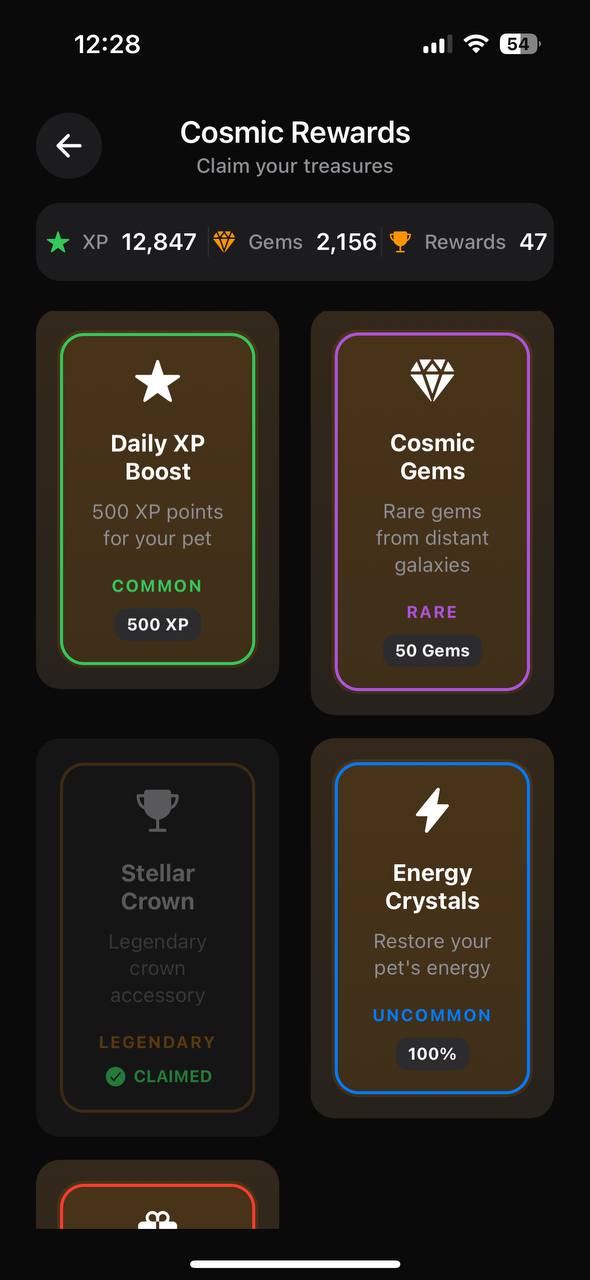 12:28
54
Cosmic Rewards
Claim your treasures
XP 12,847 Gems 2,156 Rewards 47
Daily XP
Boost
500 XP points
for your pet
COMMON
500 XP
Cosmic
Gems
Rare gems
from distant
galaxies
RARE
50 Gems
Stellar
Crown
Legendary
crown
accessory
LEGENDARY
CLAIMED
Energy
Crystals
Restore your
pet's energy
UNCOMMON
100%